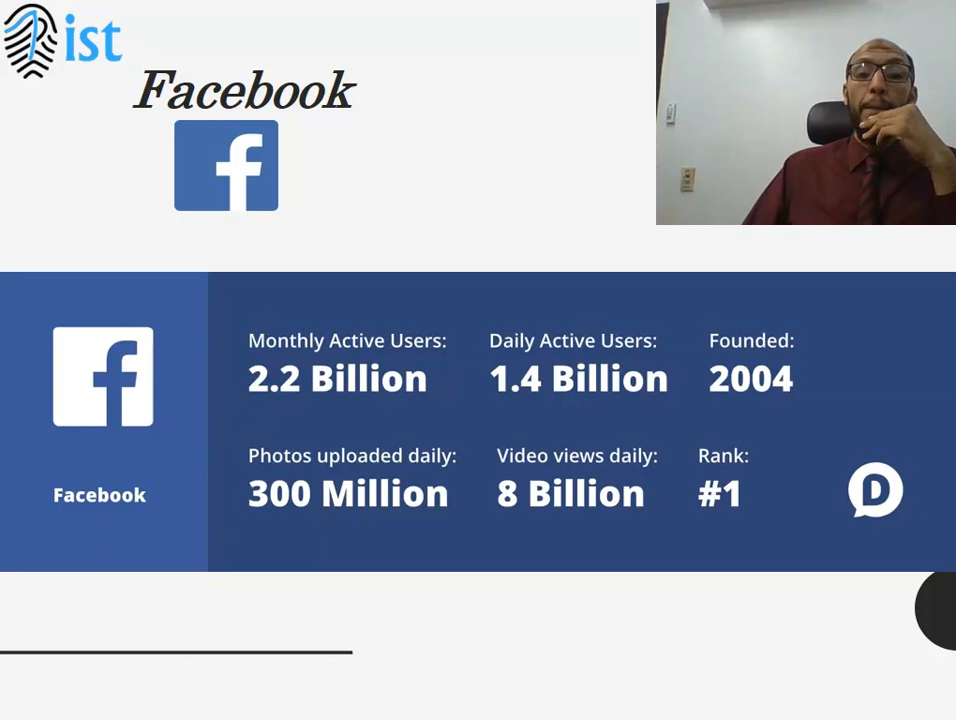 ist
Facebook
f
f
Facebook
Monthly Active Users:
2.2 Billion
Daily Active Users:
1.4 Billion
Founded:
2004
Photos uploaded daily:
300 Million
Video views daily:
8 Billion
Rank:
#1
D